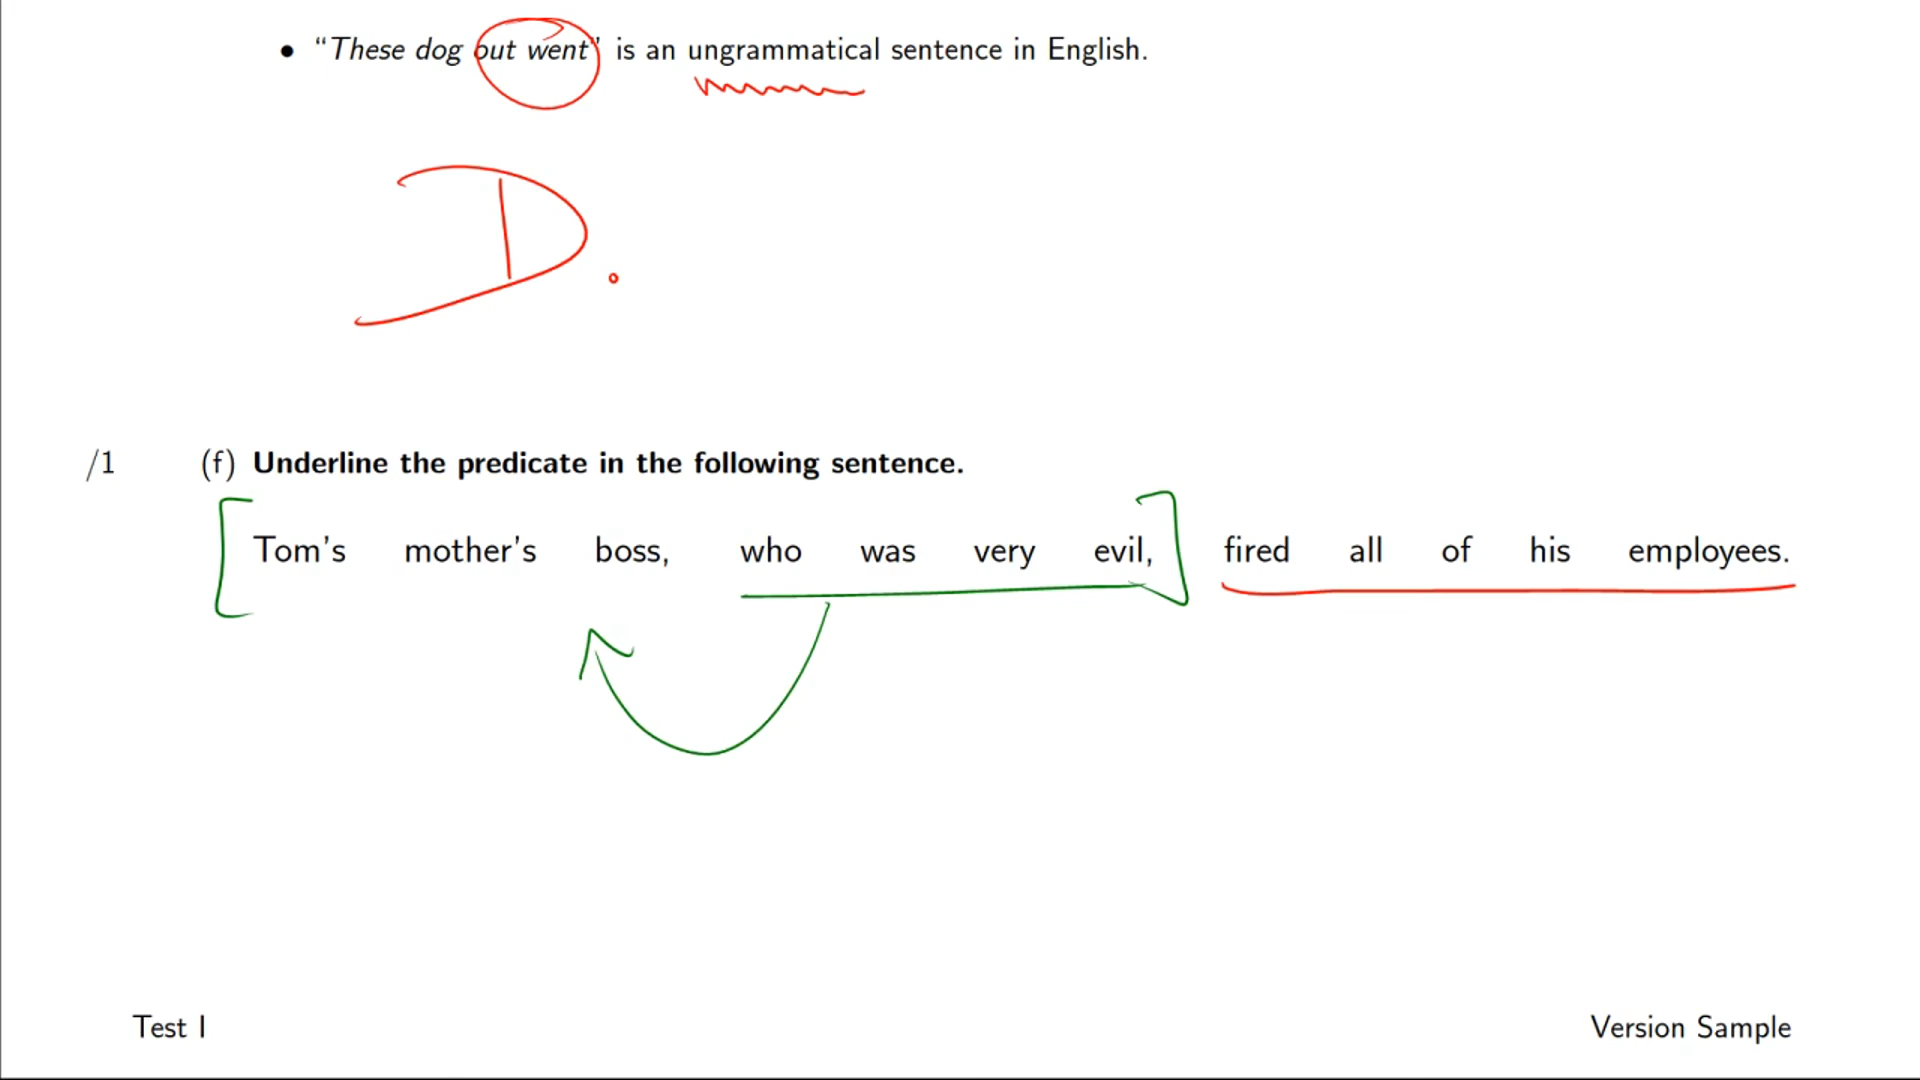 • “These dog out went” is an ungrammatical sentence in English.
D.
/1 (f) Underline the predicate in the following sentence.
Tom’s mother’s boss, who was very evil, fired all of his employees.
Test I Version Sample